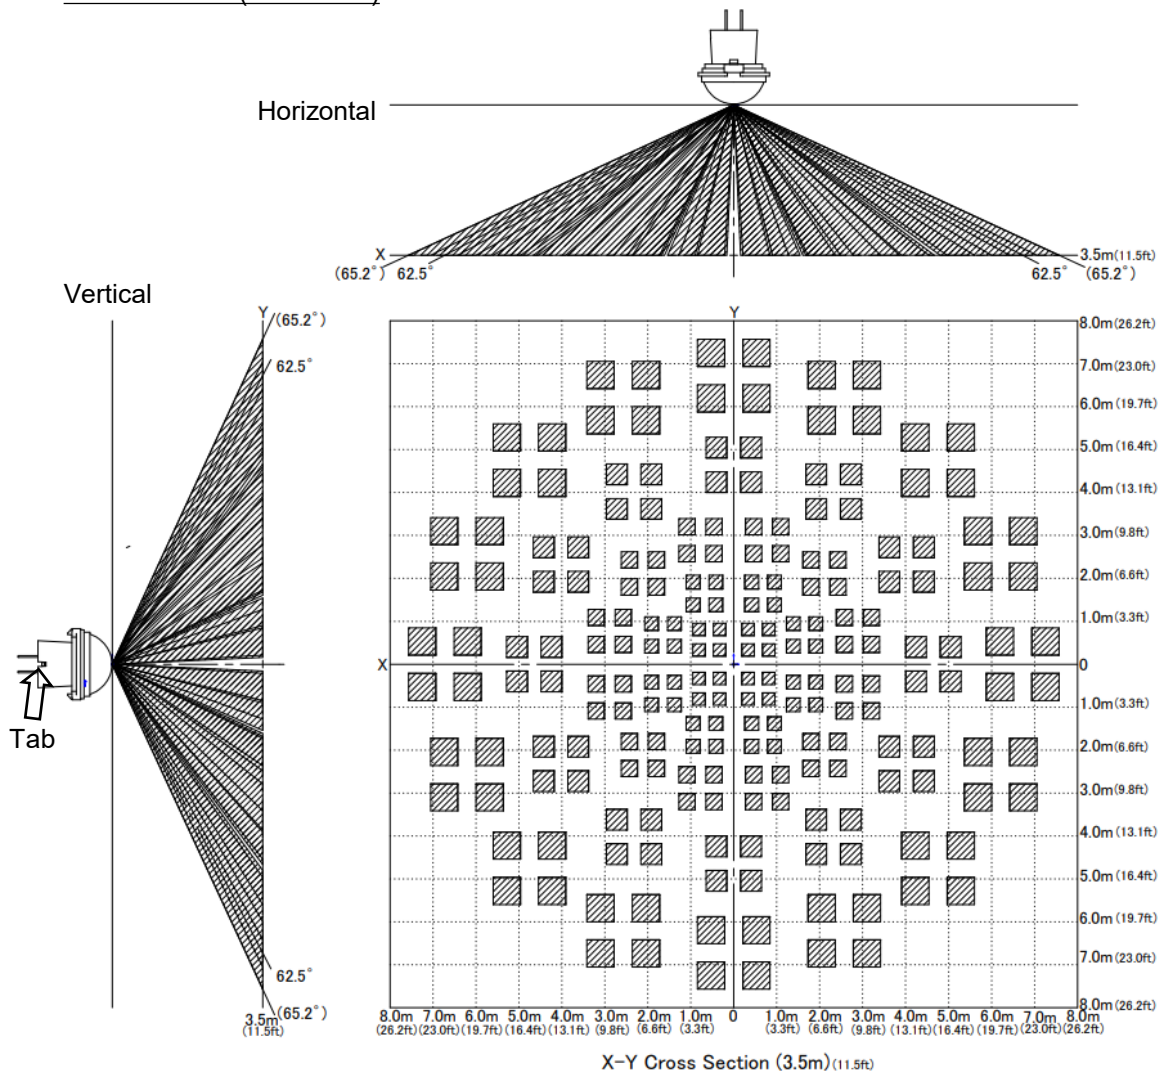 Horizontal
X
3.5m(11.5ft)
(65.2°) 62.5°
62.5° (65.2°)
Vertical
Y
(65.2°)
62.5°
Y
8.0m(26.2ft)
7.0m(23.0ft)
6.0m(19.7ft)
5.0m(16.4ft)
4.0m(13.1ft)
3.0m(9.8ft)
2.0m(6.6ft)
1.0m(3.3ft)
X
0
1.0m(3.3ft)
2.0m(6.6ft)
3.0m(9.8ft)
4.0m(13.1ft)
5.0m(16.4ft)
6.0m(19.7ft)
7.0m(23.0ft)
8.0m(26.2ft)
Tab
62.5°
(65.2°)
3.5m
(11.5ft)
8.0m 7.0m 6.0m 5.0m 4.0m 3.0m 2.0m 1.0m 0 1.0m 2.0m 3.0m 4.0m 5.0m 6.0m 7.0m 8.0m
(26.2ft) (23.0ft) (19.7ft) (16.4ft) (13.1ft) (9.8ft) (6.6ft) (3.3ft) (3.3ft) (6.6ft) (9.8ft) (13.1ft) (16.4ft) (19.7ft) (23.0ft) (26.2ft)
X-Y Cross Section (3.5m)(11.5ft)